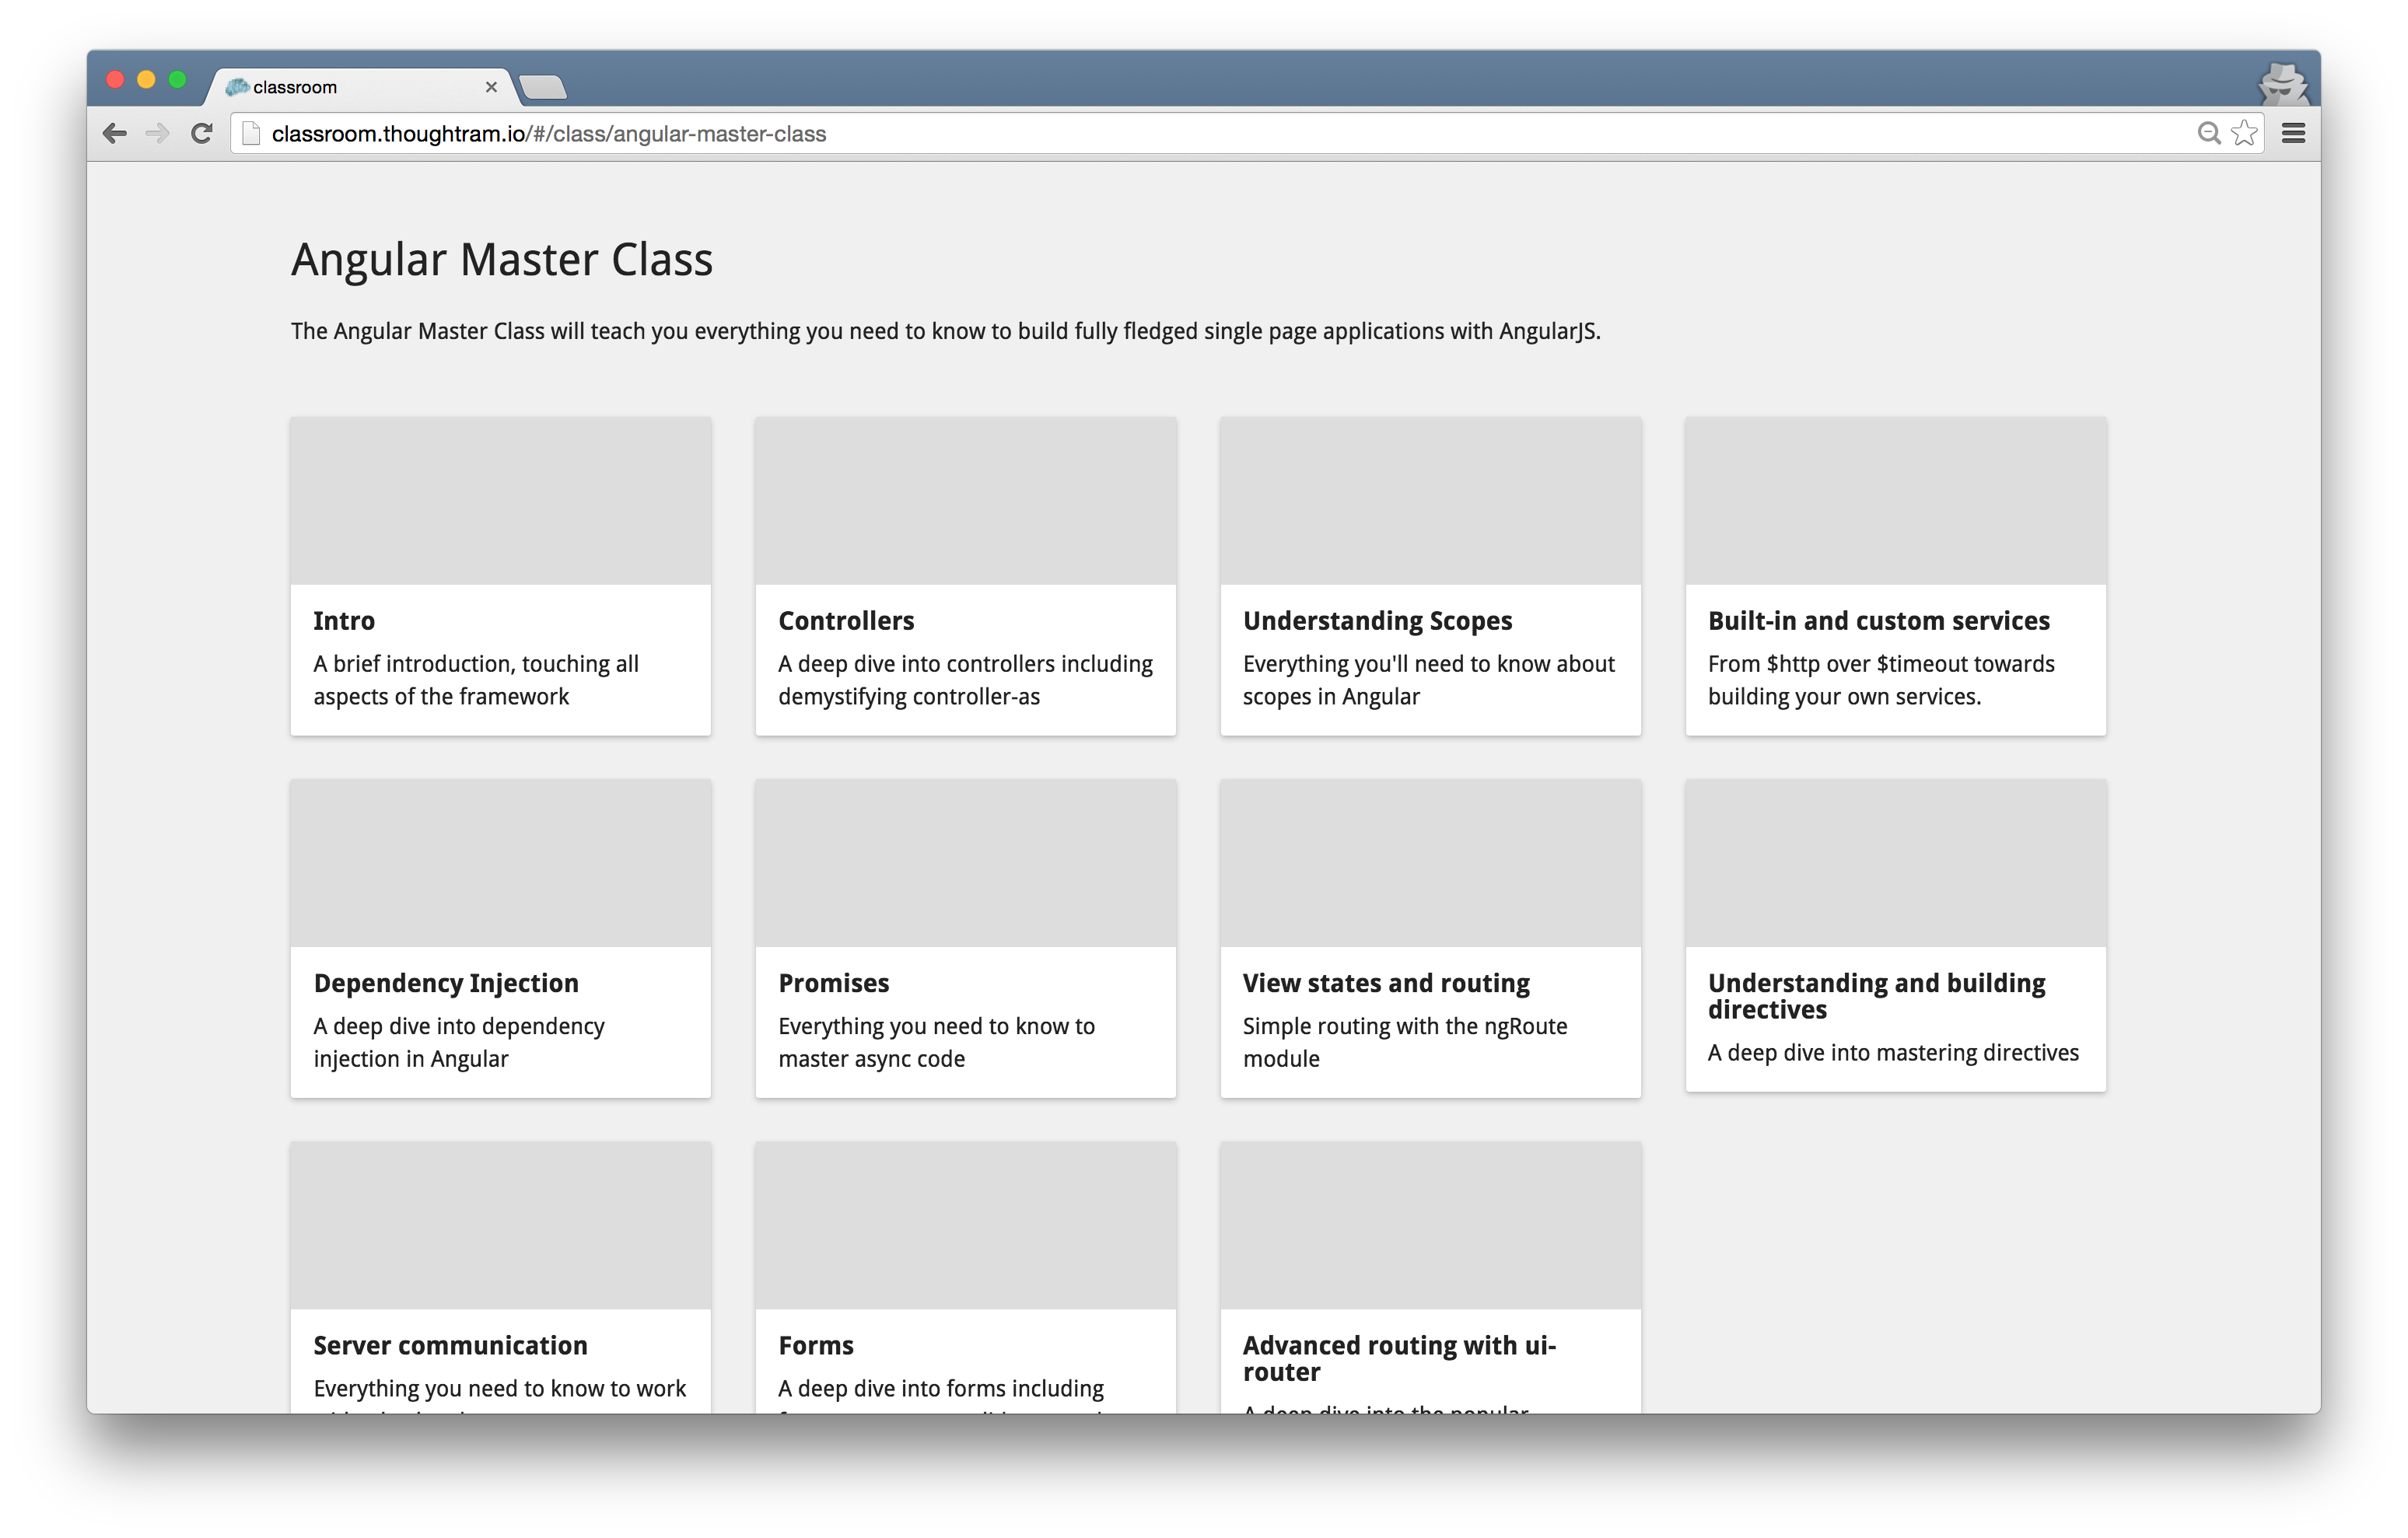 classroom
classroom.thoughtram.io/#/class/angular-master-class
Angular Master Class
The Angular Master Class will teach you everything you need to know to build fully fledged single page applications with AngularJS.
Intro
A brief introduction, touching all
aspects of the framework
Controllers
A deep dive into controllers including
demystifying controller-as
Understanding Scopes
Everything you'll need to know about
scopes in Angular
Built-in and custom services
From $http over $timeout towards
building your own services.
Dependency Injection
A deep dive into dependency
injection in Angular
Promises
Everything you need to know to
master async code
View states and routing
Simple routing with the ngRoute
module
Understanding and building
directives
A deep dive into mastering directives
Server communication
Everything you need to know to work
Forms
A deep dive into forms including
Advanced routing with ui-
router
A deep dive into the popular